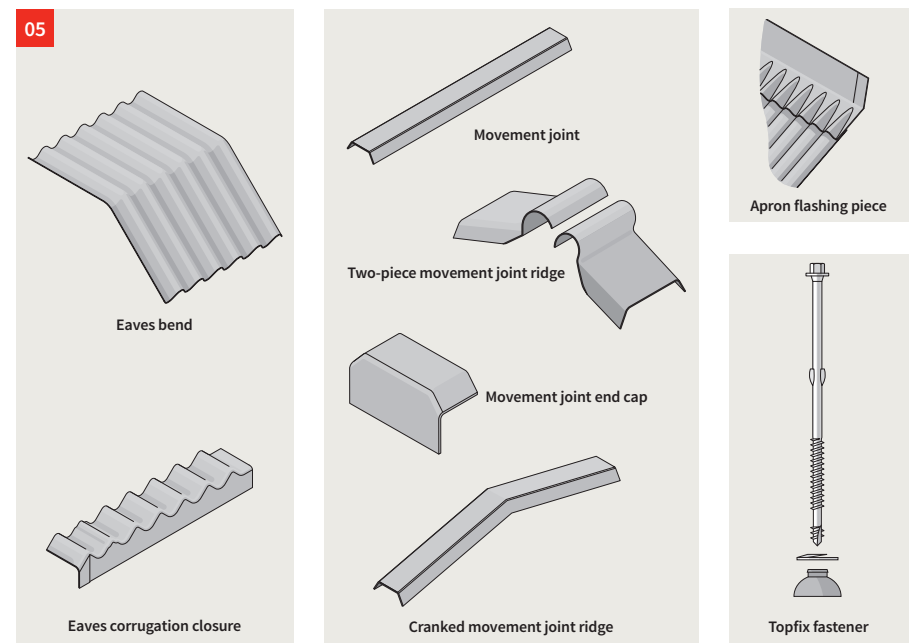 05
Eaves bend
Eaves corrugation closure
Movement joint
Two-piece movement joint ridge
Movement joint end cap
Cranked movement joint ridge
Apron flashing piece
Topfix fastener